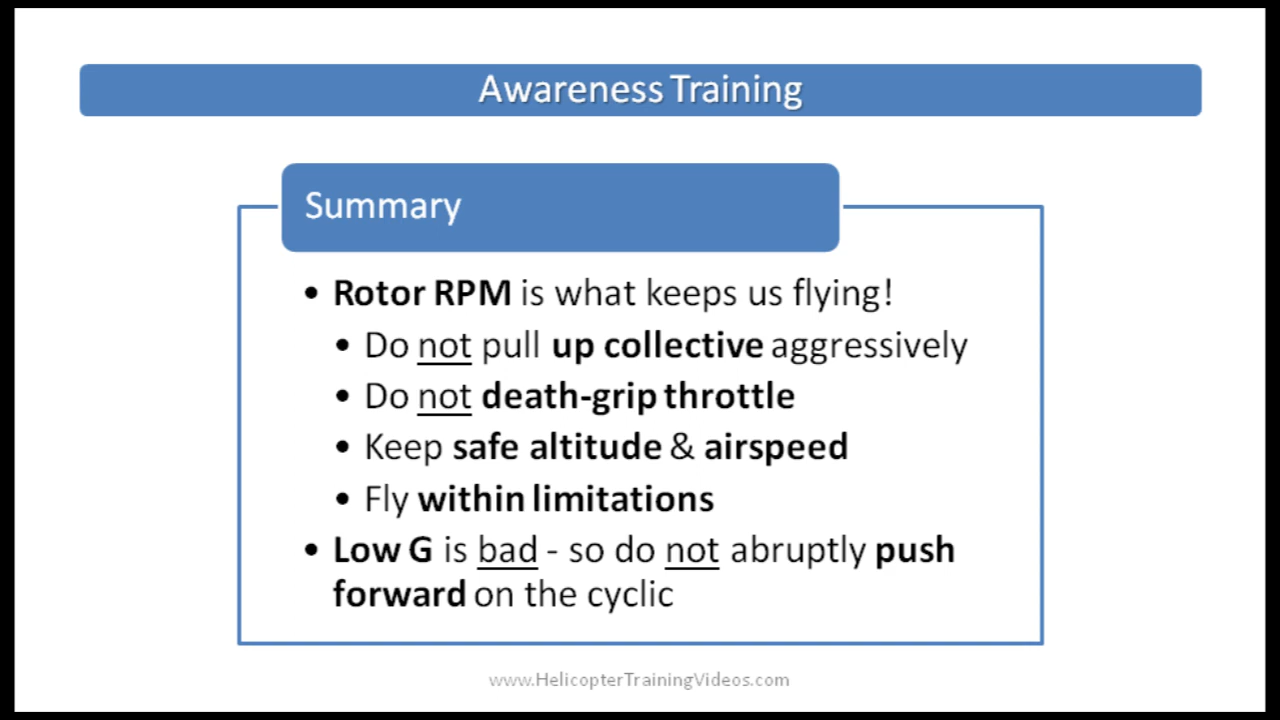 Awareness Training
Summary
• Rotor RPM is what keeps us flying!
• Do not pull up collective aggressively
• Do not death-grip throttle
• Keep safe altitude & airspeed
• Fly within limitations
• Low G is bad - so do not abruptly push
forward on the cyclic
www.HelicopterTrainingVideos.com